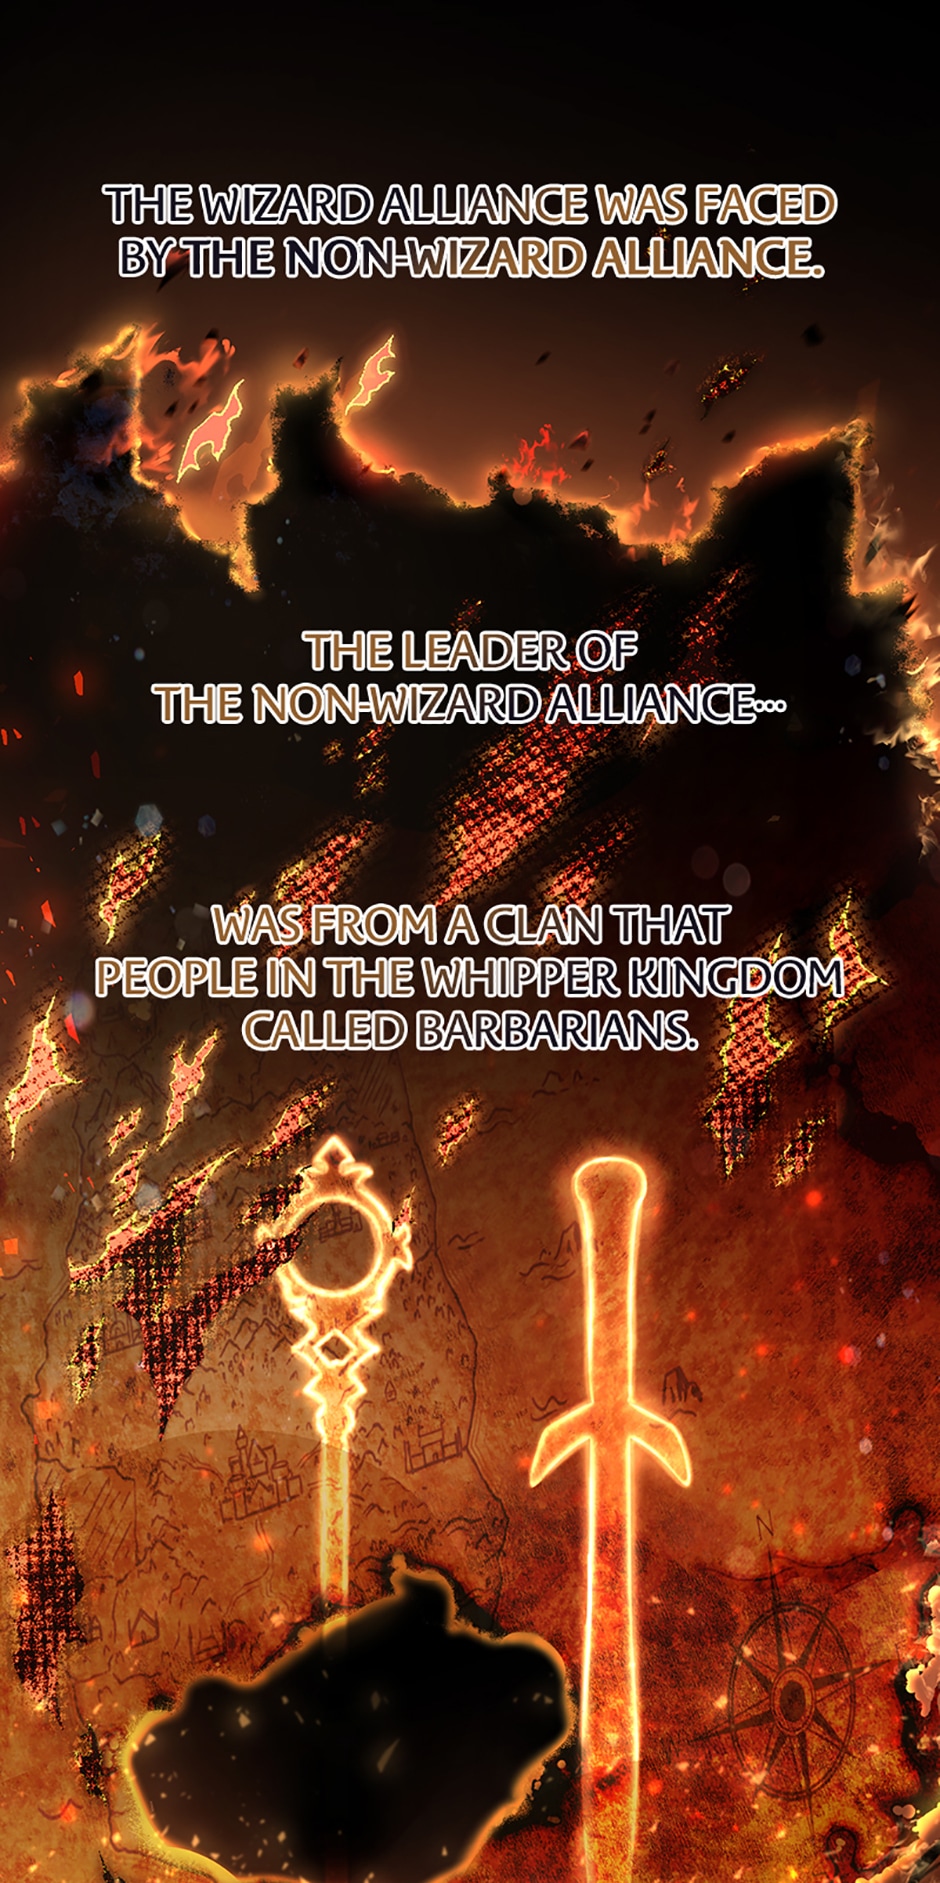 THE WIZARD ALLIANCE WAS FACED
BY THE NON-WIZARD ALLIANCE.
THE LEADER OF
THE NON-WIZARD ALLIANCE…
WAS FROM A CLAN THAT
PEOPLE IN THE WHIPPER KINGDOM
CALLED BARBARIANS.
N